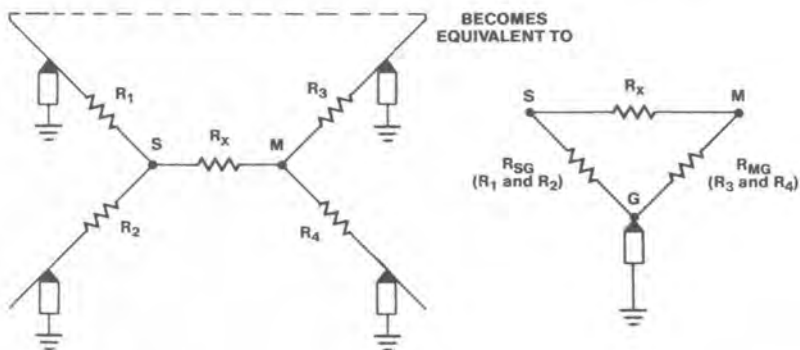 BECOMES
EQUIVALENT TO
R1
R3
S
RX
M
R2
R4
S
RX
M
RSG
(R1 and R2)
RMG
(R3 and R4)
G